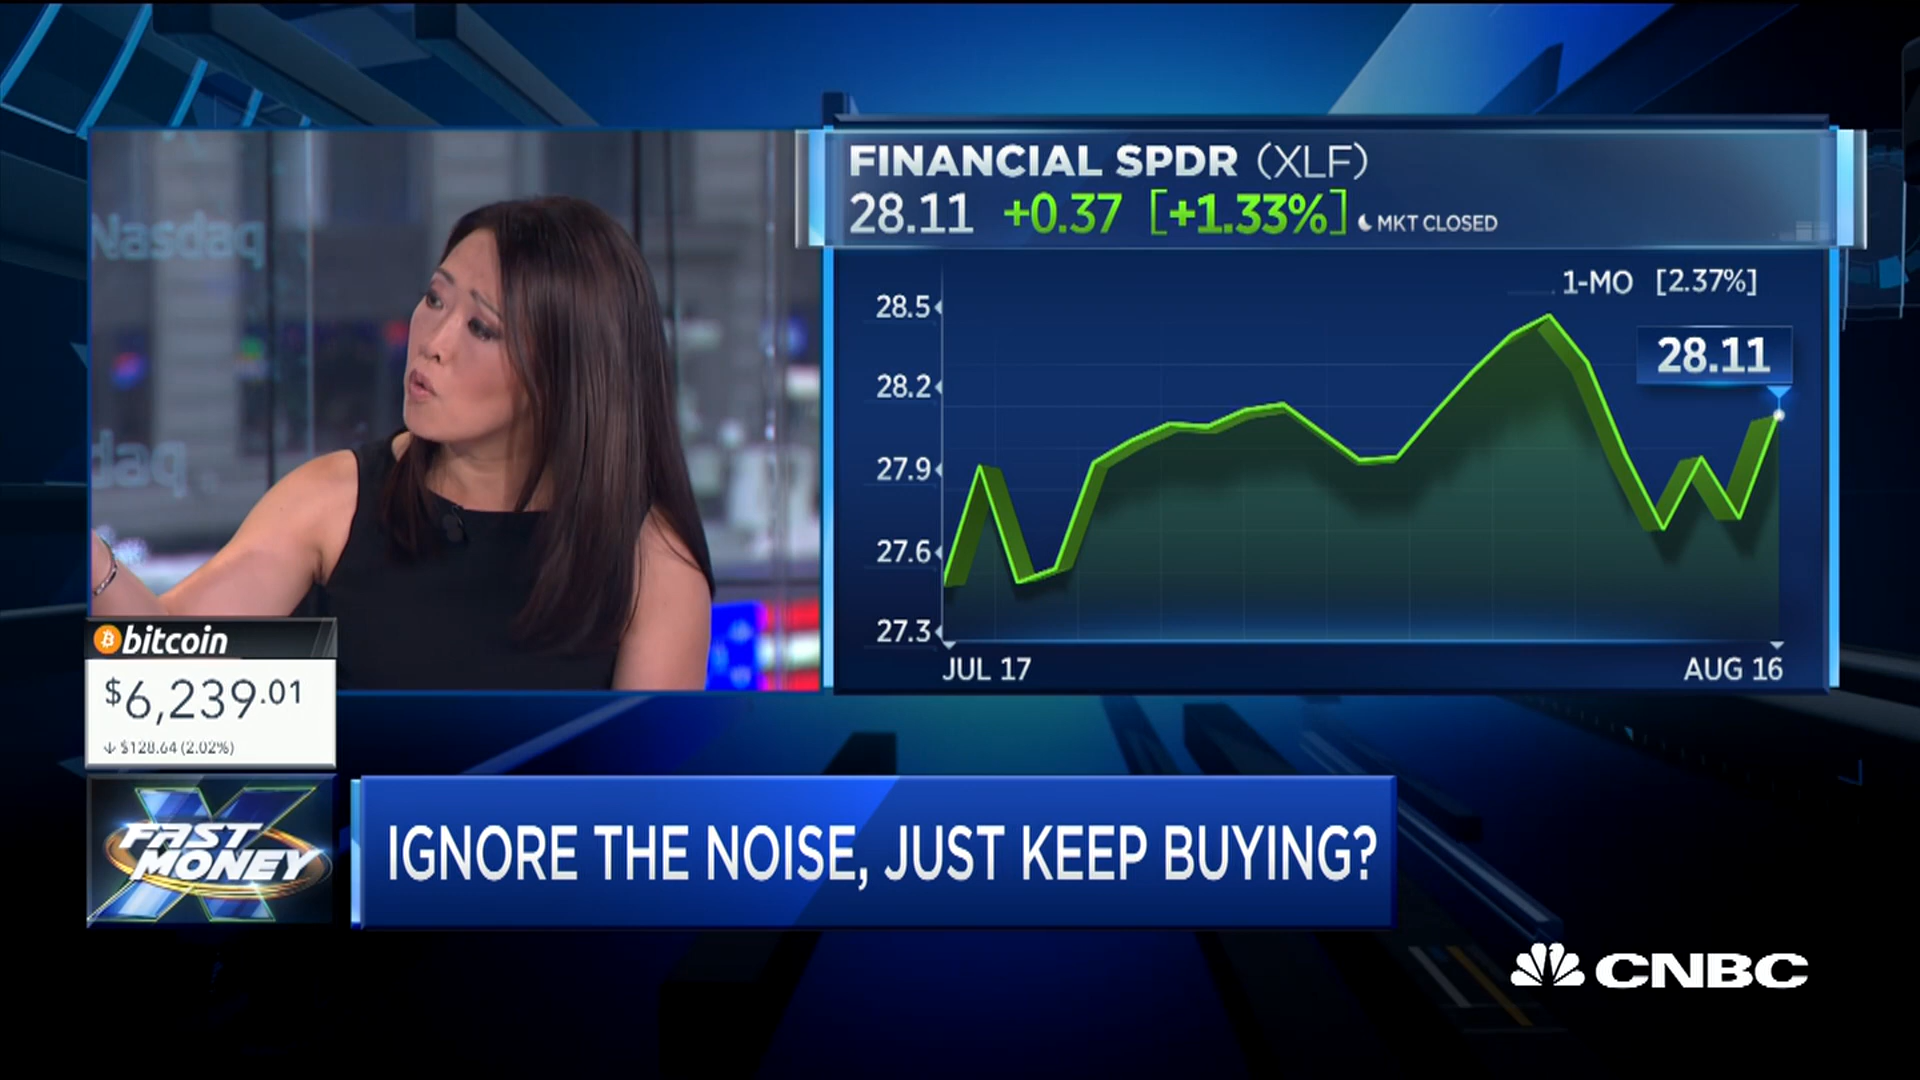 Nasdaq
daq
FINANCIAL SPDR (XLF)
28.11 +0.37 [+1.33%] MKT CLOSED
1-MO [2.37%]
28.5
28.2
27.9
27.6
27.3
28.11
JUL 17 AUG 16
bitcoin
$6,239.01
↓ $128.64 (2.02%)
FAST MONEY
IGNORE THE NOISE, JUST KEEP BUYING?
CNBC